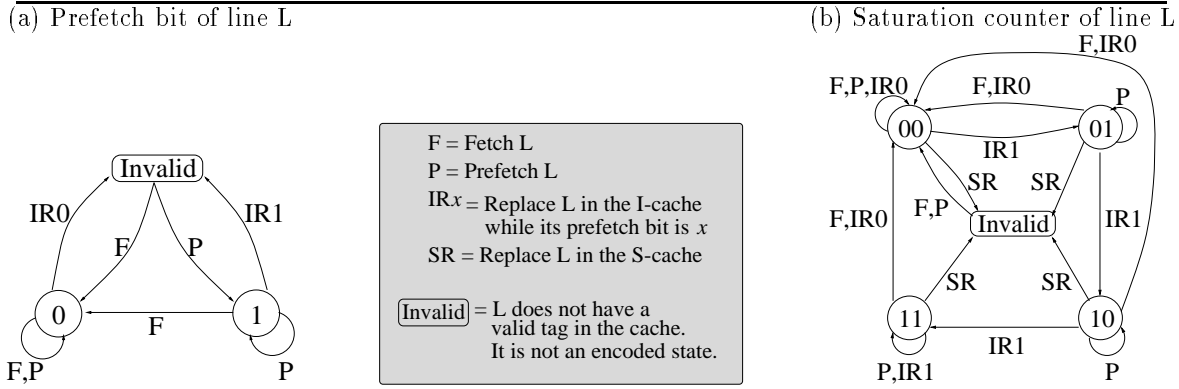 (a) Prefetch bit of line L
Invalid
IR0
IR1
F
P
0
1
F
F,P
P
F = Fetch L
P = Prefetch L
IRx = Replace L in the I-cache
while its prefetch bit is x
SR = Replace L in the S-cache
Invalid = L does not have a
valid tag in the cache.
It is not an encoded state.
(b) Saturation counter of line L
F,IR0
F,P,IR0
F,IR0
P
00
01
IR1
SR
SR
F,P
Invalid
F,IR0
IR1
SR
SR
11
10
IR1
P,IR1
P